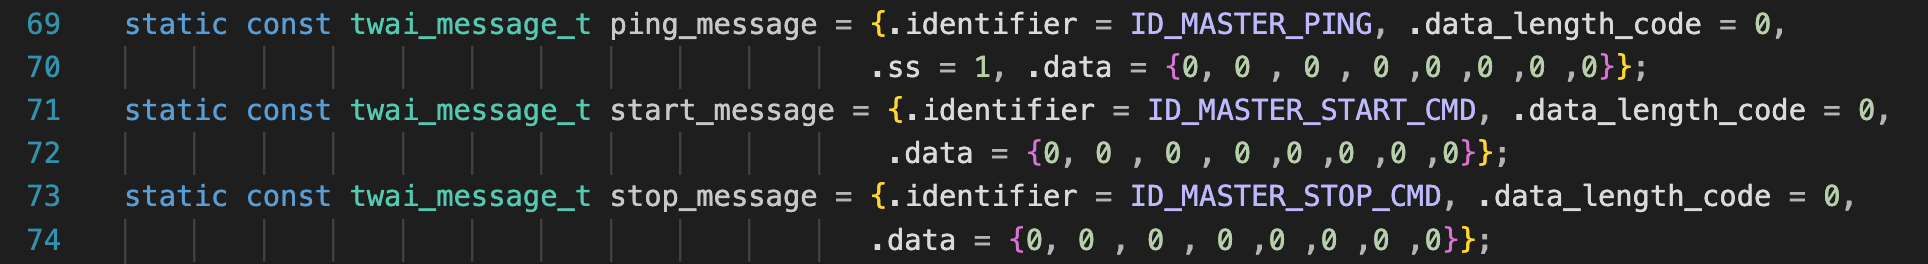 69 static const twai_message_t ping_message = {.identifier = ID_MASTER_PING, .data_length_code = 0,
70 .ss = 1, .data = {0, 0 , 0 , 0 ,0 ,0 ,0 ,0}};
71 static const twai_message_t start_message = {.identifier = ID_MASTER_START_CMD, .data_length_code = 0,
72 .data = {0, 0 , 0 , 0 ,0 ,0 ,0 ,0}};
73 static const twai_message_t stop_message = {.identifier = ID_MASTER_STOP_CMD, .data_length_code = 0,
74 .data = {0, 0 , 0 , 0 ,0 ,0 ,0 ,0}};